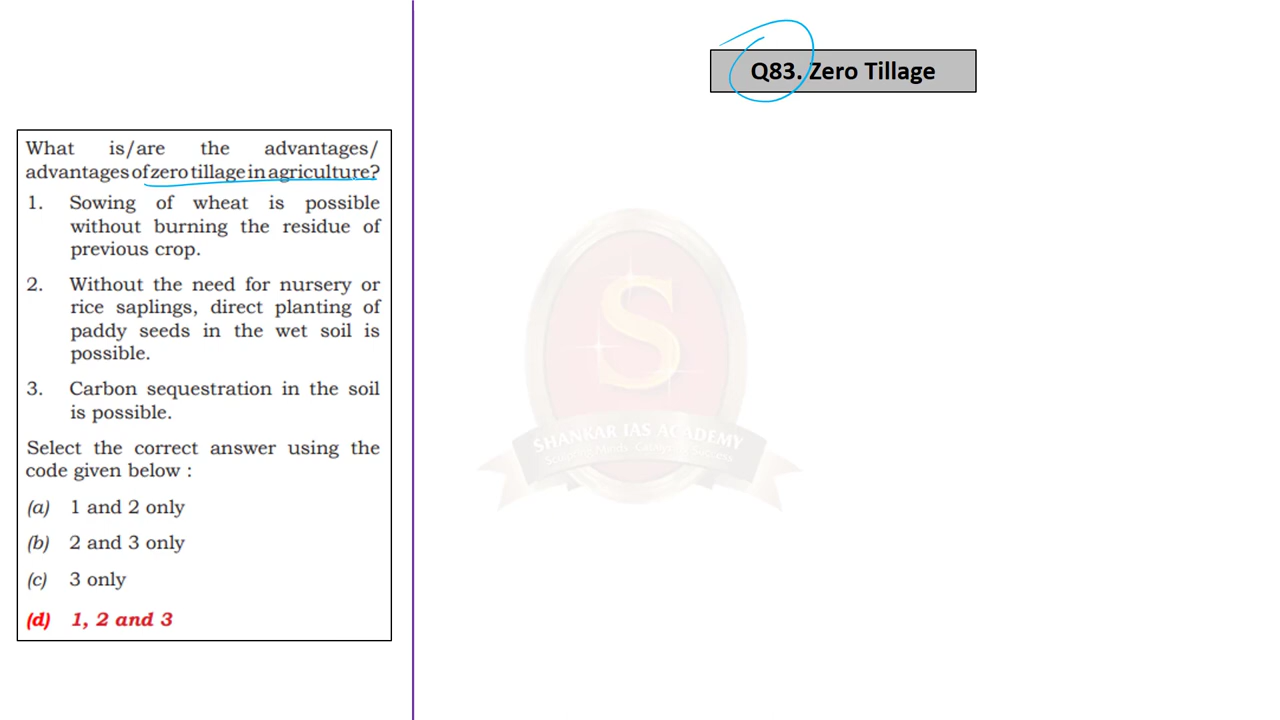 Q83. Zero Tillage
What is/are the advantages/
advantages of zero tillage in agriculture?
1. Sowing of wheat is possible
without burning the residue of
previous crop.
2. Without the need for nursery or
rice saplings, direct planting of
paddy seeds in the wet soil is
possible.
3. Carbon sequestration in the soil
is possible.
Select the correct answer using the
code given below :
(a) 1 and 2 only
(b) 2 and 3 only
(c) 3 only
(d) 1, 2 and 3
S
SHANKAR IAS ACADEMY